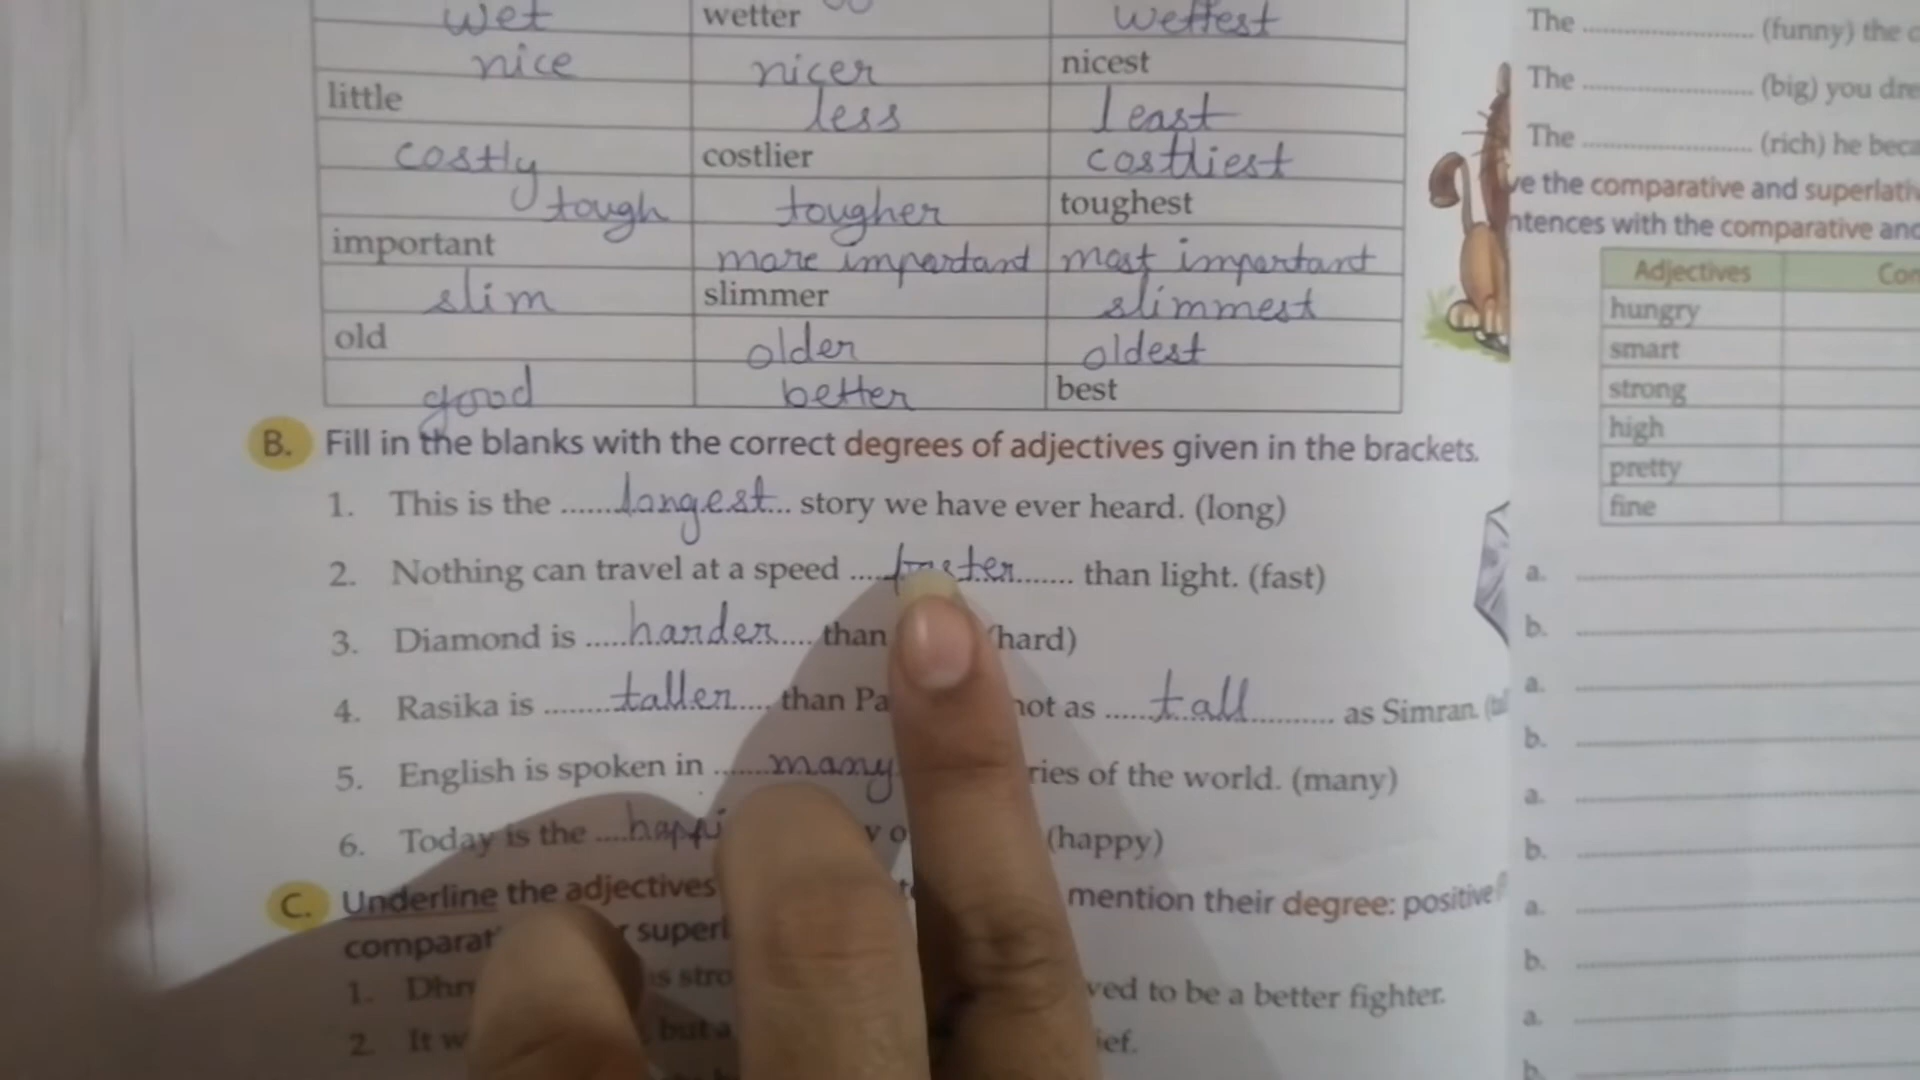 wet wetter wettest
nice nicer nicest
little less least
costly costlier costliest
tough tougher toughest
important more important most important
slim slimmer slimmest
old older oldest
good better best
B. Fill in the blanks with the correct degrees of adjectives given in the brackets.
1. This is the ......longest... story we have ever heard. (long)
2. Nothing can travel at a speed ....faster....... than light. (fast)
3. Diamond is .....harder.... than (hard)
4. Rasika is ........taller.... than not as ......tall.......... as Simran.
5. English is spoken in .......many of the world. (many)
6. Today is the (happy)
C. Underline the adjectives mention their degree: positive
1. ved to be a better fighter.
2. It but a
The ........................ (funny) the
The ........................ (big) you
The ........................ (rich) he
the comparative and
with the comparative
Adjectives
hungry
smart
strong
high
pretty
fine
a.
b.
a.
b.
a.
b.
a.
b.
a.
b.